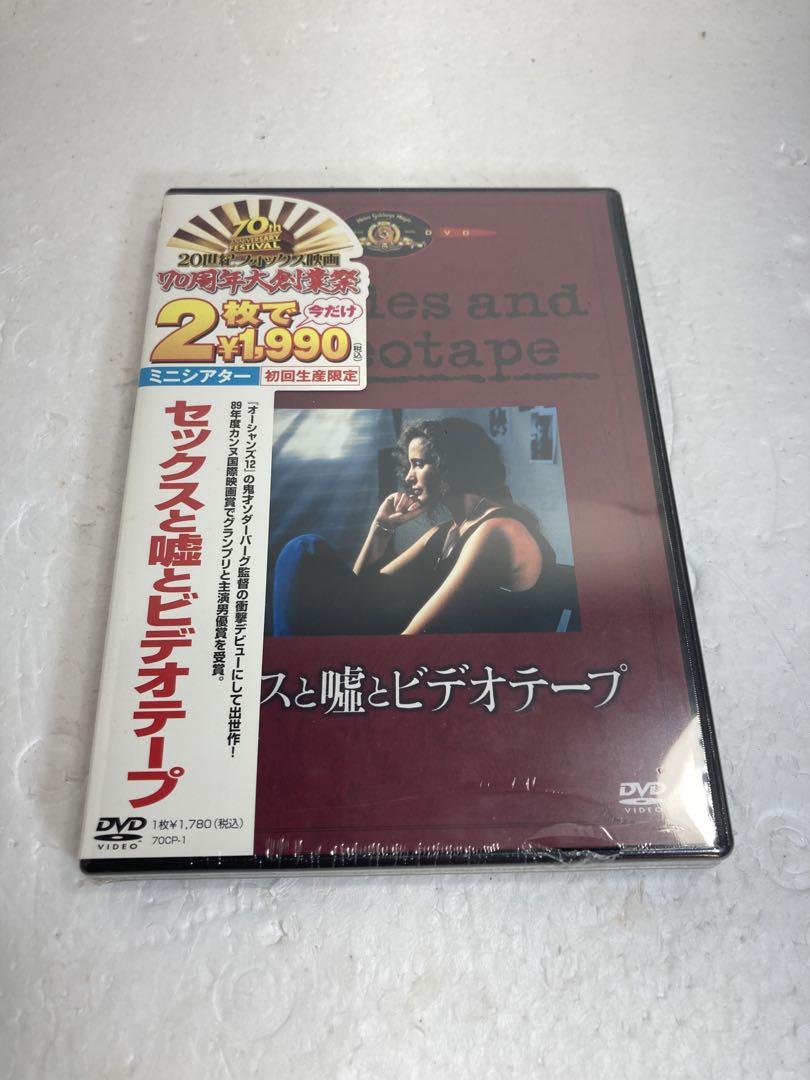 70th
ANNIVERSARY
FESTIVAL
20世紀フォックス映画
70周年大創業祭
2枚で
今だけ
¥1,990
(税込)
ミニシアター
初回生産限定
『オーシャンズ12』の鬼才ソダーバーグ監督の衝撃デビューにして出世作!
89年度カンヌ国際映画賞でグランプリと主演男優賞を受賞。
セックスと嘘とビデオテープ
DVD
VIDEO
1枚¥1,780(税込)
70CP-1
DVD
ies and
eotape
スと嘘とビデオテープ
DVD
VIDEO